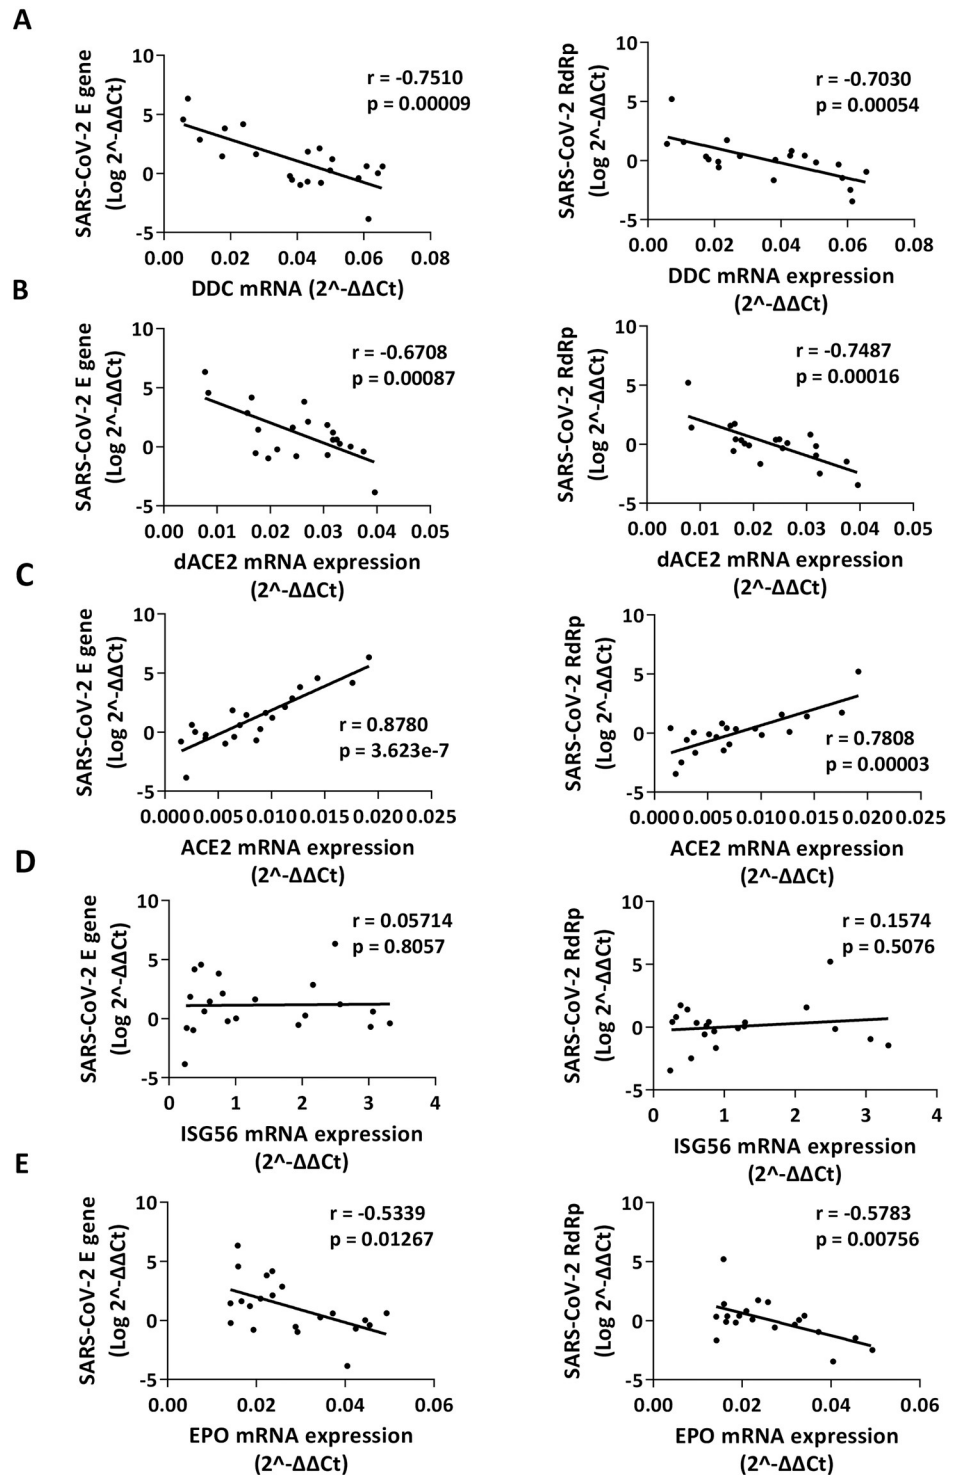 A
SARS-CoV-2 E gene
(Log 2^-ΔΔCt)
10
5
0
-5
r = -0.7510
p = 0.00009
0.00 0.02 0.04 0.06 0.08
DDC mRNA (2^-ΔΔCt)
SARS-CoV-2 RdRp
(Log 2^-ΔΔCt)
10
5
0
-5
r = -0.7030
p = 0.00054
0.00 0.02 0.04 0.06 0.08
DDC mRNA expression
(2^-ΔΔCt)
B
SARS-CoV-2 E gene
(Log 2^-ΔΔCt)
10
5
0
-5
r = -0.6708
p = 0.00087
0.00 0.01 0.02 0.03 0.04 0.05
dACE2 mRNA expression
(2^-ΔΔCt)
SARS-CoV-2 RdRp
(Log 2^-ΔΔCt)
10
5
0
-5
r = -0.7487
p = 0.00016
0.00 0.01 0.02 0.03 0.04 0.05
dACE2 mRNA expression
(2^-ΔΔCt)
C
SARS-CoV-2 E gene
(Log 2^-ΔΔCt)
10
5
0
-5
r = 0.8780
p = 3.623e-7
0.000 0.005 0.010 0.015 0.020 0.025
ACE2 mRNA expression
(2^-ΔΔCt)
SARS-CoV-2 RdRp
(Log 2^-ΔΔCt)
10
5
0
-5
r = 0.7808
p = 0.00003
0.000 0.005 0.010 0.015 0.020 0.025
ACE2 mRNA expression
(2^-ΔΔCt)
D
SARS-CoV-2 E gene
(Log 2^-ΔΔCt)
10
5
0
-5
r = 0.05714
p = 0.8057
0 1 2 3 4
ISG56 mRNA expression
(2^-ΔΔCt)
SARS-CoV-2 RdRp
(Log 2^-ΔΔCt)
10
5
0
-5
r = 0.1574
p = 0.5076
0 1 2 3 4
ISG56 mRNA expression
(2^-ΔΔCt)
E
SARS-CoV-2 E gene
(Log 2^-ΔΔCt)
10
5
0
-5
r = -0.5339
p = 0.01267
0.00 0.02 0.04 0.06
EPO mRNA expression
(2^-ΔΔCt)
SARS-CoV-2 RdRp
(Log 2^-ΔΔCt)
10
5
0
-5
r = -0.5783
p = 0.00756
0.00 0.02 0.04 0.06
EPO mRNA expression
(2^-ΔΔCt)